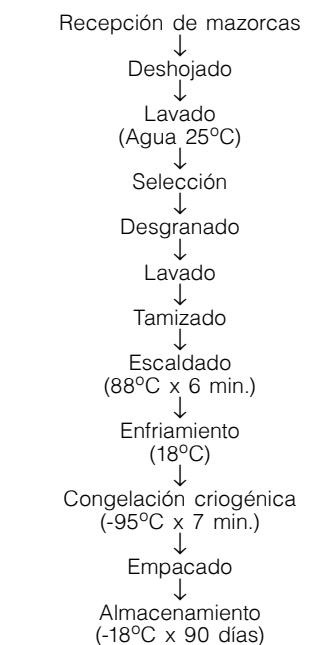 Recepción de mazorcas
↓
Deshojado
↓
Lavado
(Agua 25ºC)
↓
Selección
↓
Desgranado
↓
Lavado
↓
Tamizado
↓
Escaldado
(88ºC x 6 min.)
↓
Enfriamiento
(18ºC)
↓
Congelación criogénica
(-95ºC x 7 min.)
↓
Empacado
↓
Almacenamiento
(-18ºC x 90 días)